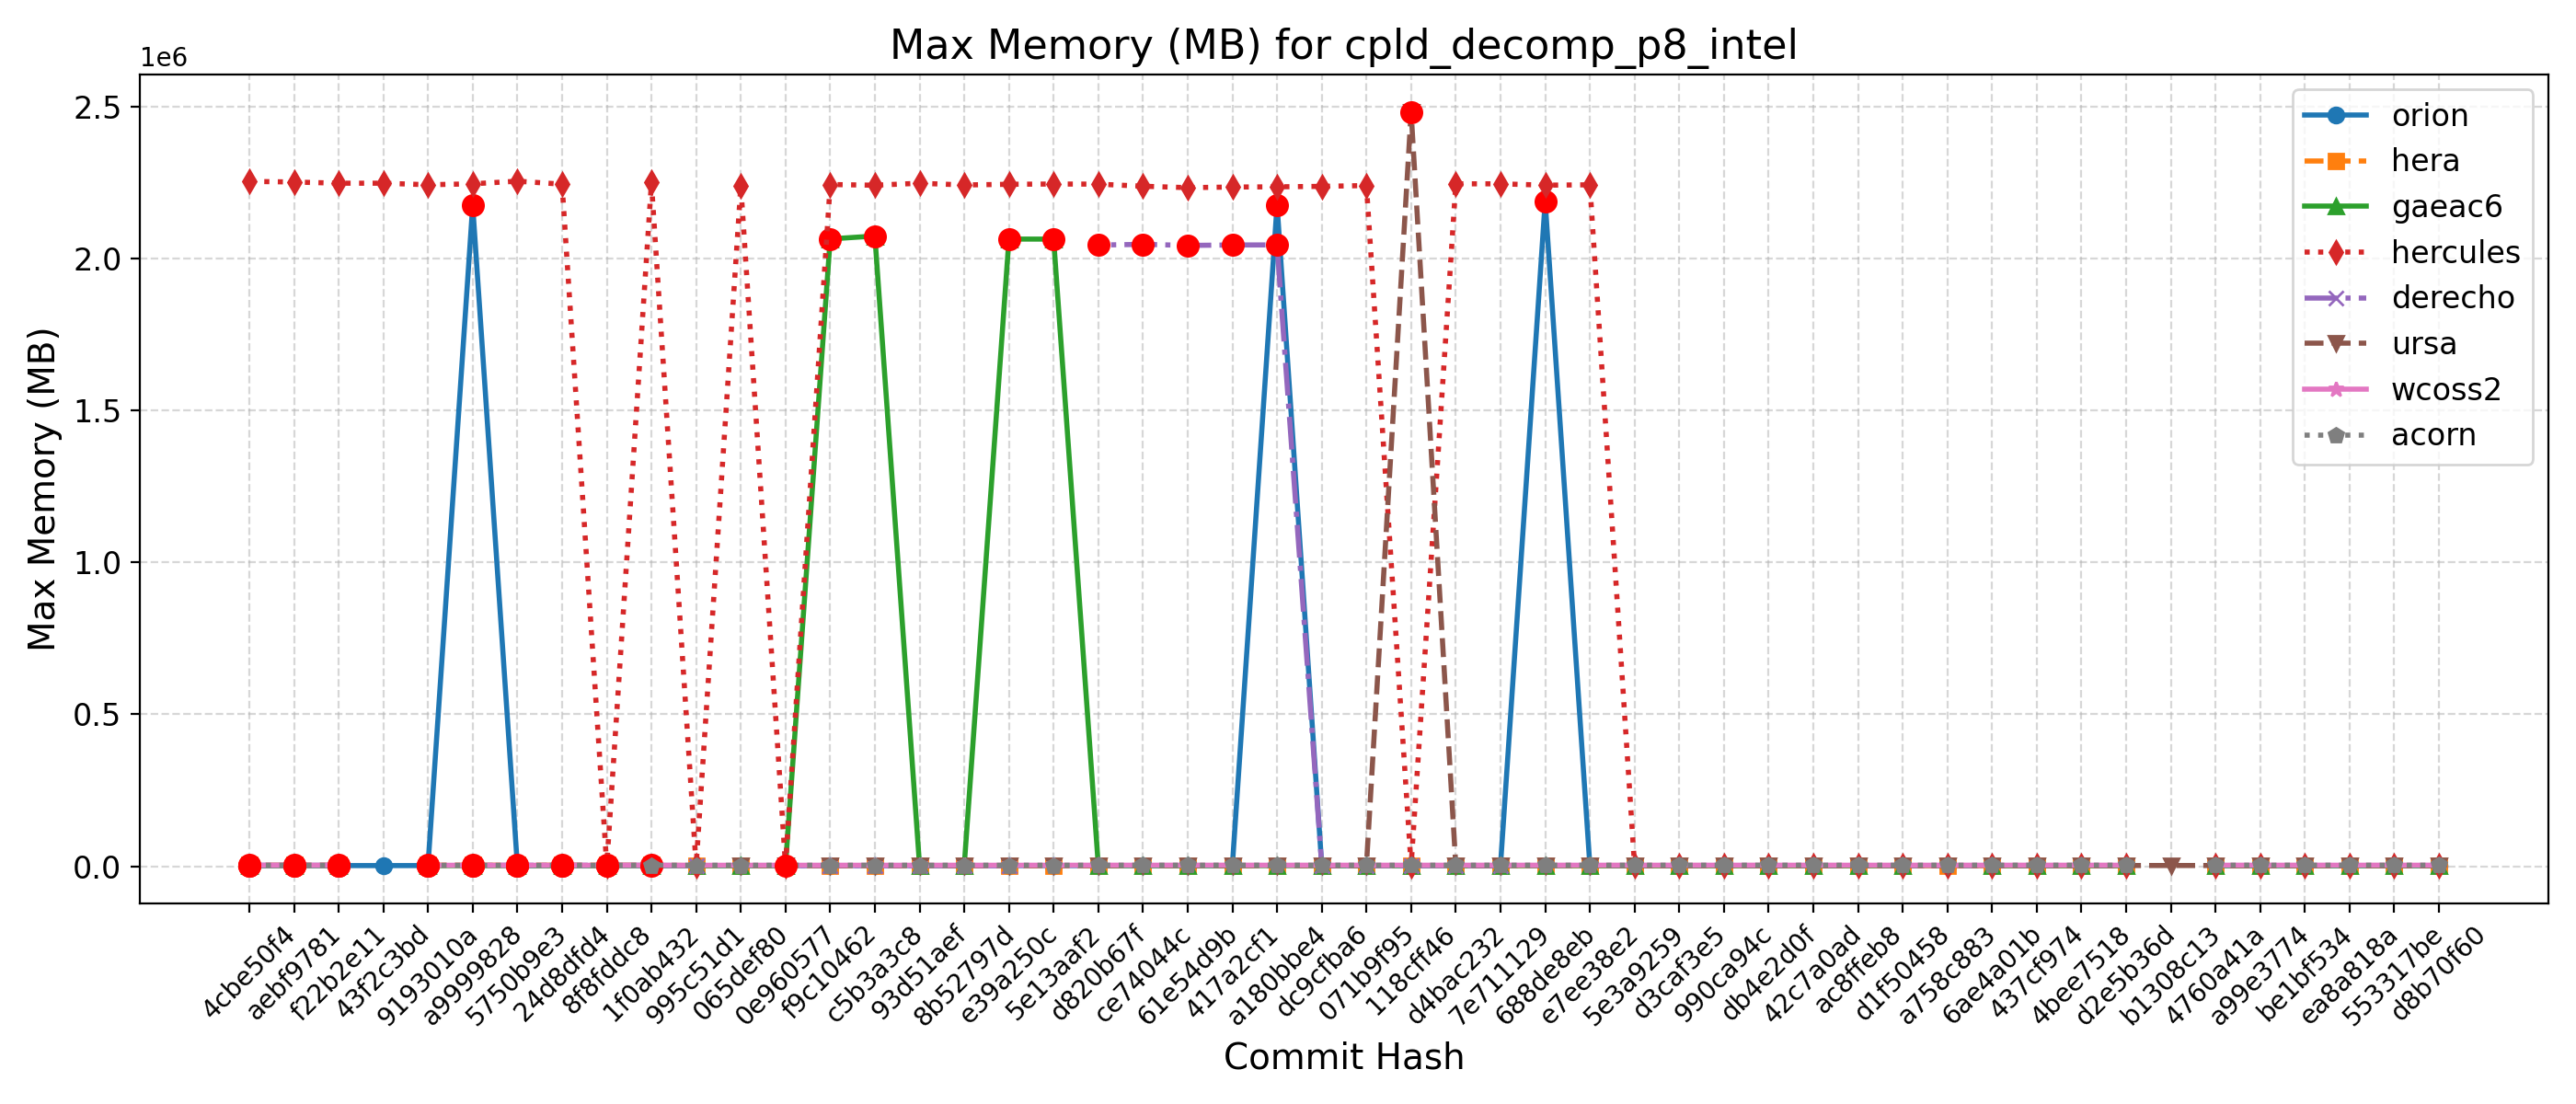 Max Memory (MB) for cpld_decomp_p8_intel
1e6
2.5
2.0
1.5
1.0
0.5
0.0
Max Memory (MB)
orion
hera
gaeac6
hercules
derecho
ursa
wcoss2
acorn
4cbe50f4
aebf9781
f22b2e11
43f2c3bd
9193010a
a9999828
5750b9e3
24d8dfd4
8f8fddc8
1f0ab432
995c51d1
065def80
0e960577
f9c10462
c5b3a3c8
93d51aef
8b52797d
e39a250c
5e13aaf2
d820b67f
ce74044c
61e54d9b
417a2cf1
a180bbe4
dc9cfba6
071b9f95
118cff46
d4bac232
7e711129
688de8eb
e7ee38e2
5e3a9259
d3caf3e5
990ca94c
db4e2d0f
42c7a0ad
ac8ffeb8
d1f50458
a758c883
6ae4a01b
437cf974
4bee7518
d2e5b36d
b1308c13
4760a41a
a99e3774
be1bf534
ea8a818a
553317be
d8b70f60
Commit Hash